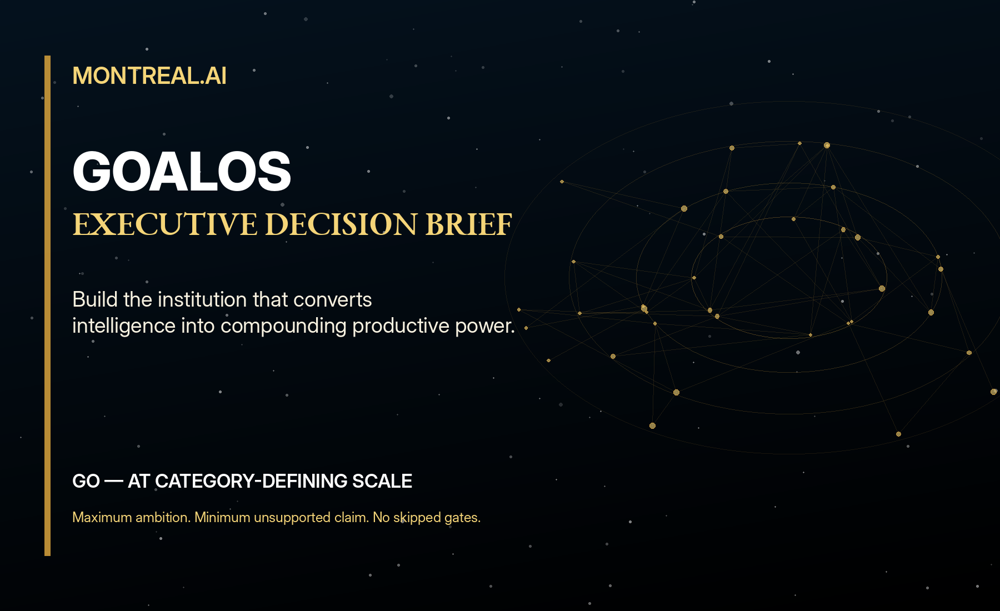 MONTREAL.AI
GOALOS
EXECUTIVE DECISION BRIEF
Build the institution that converts
intelligence into compounding productive power.
GO — AT CATEGORY-DEFINING SCALE
Maximum ambition. Minimum unsupported claim. No skipped gates.